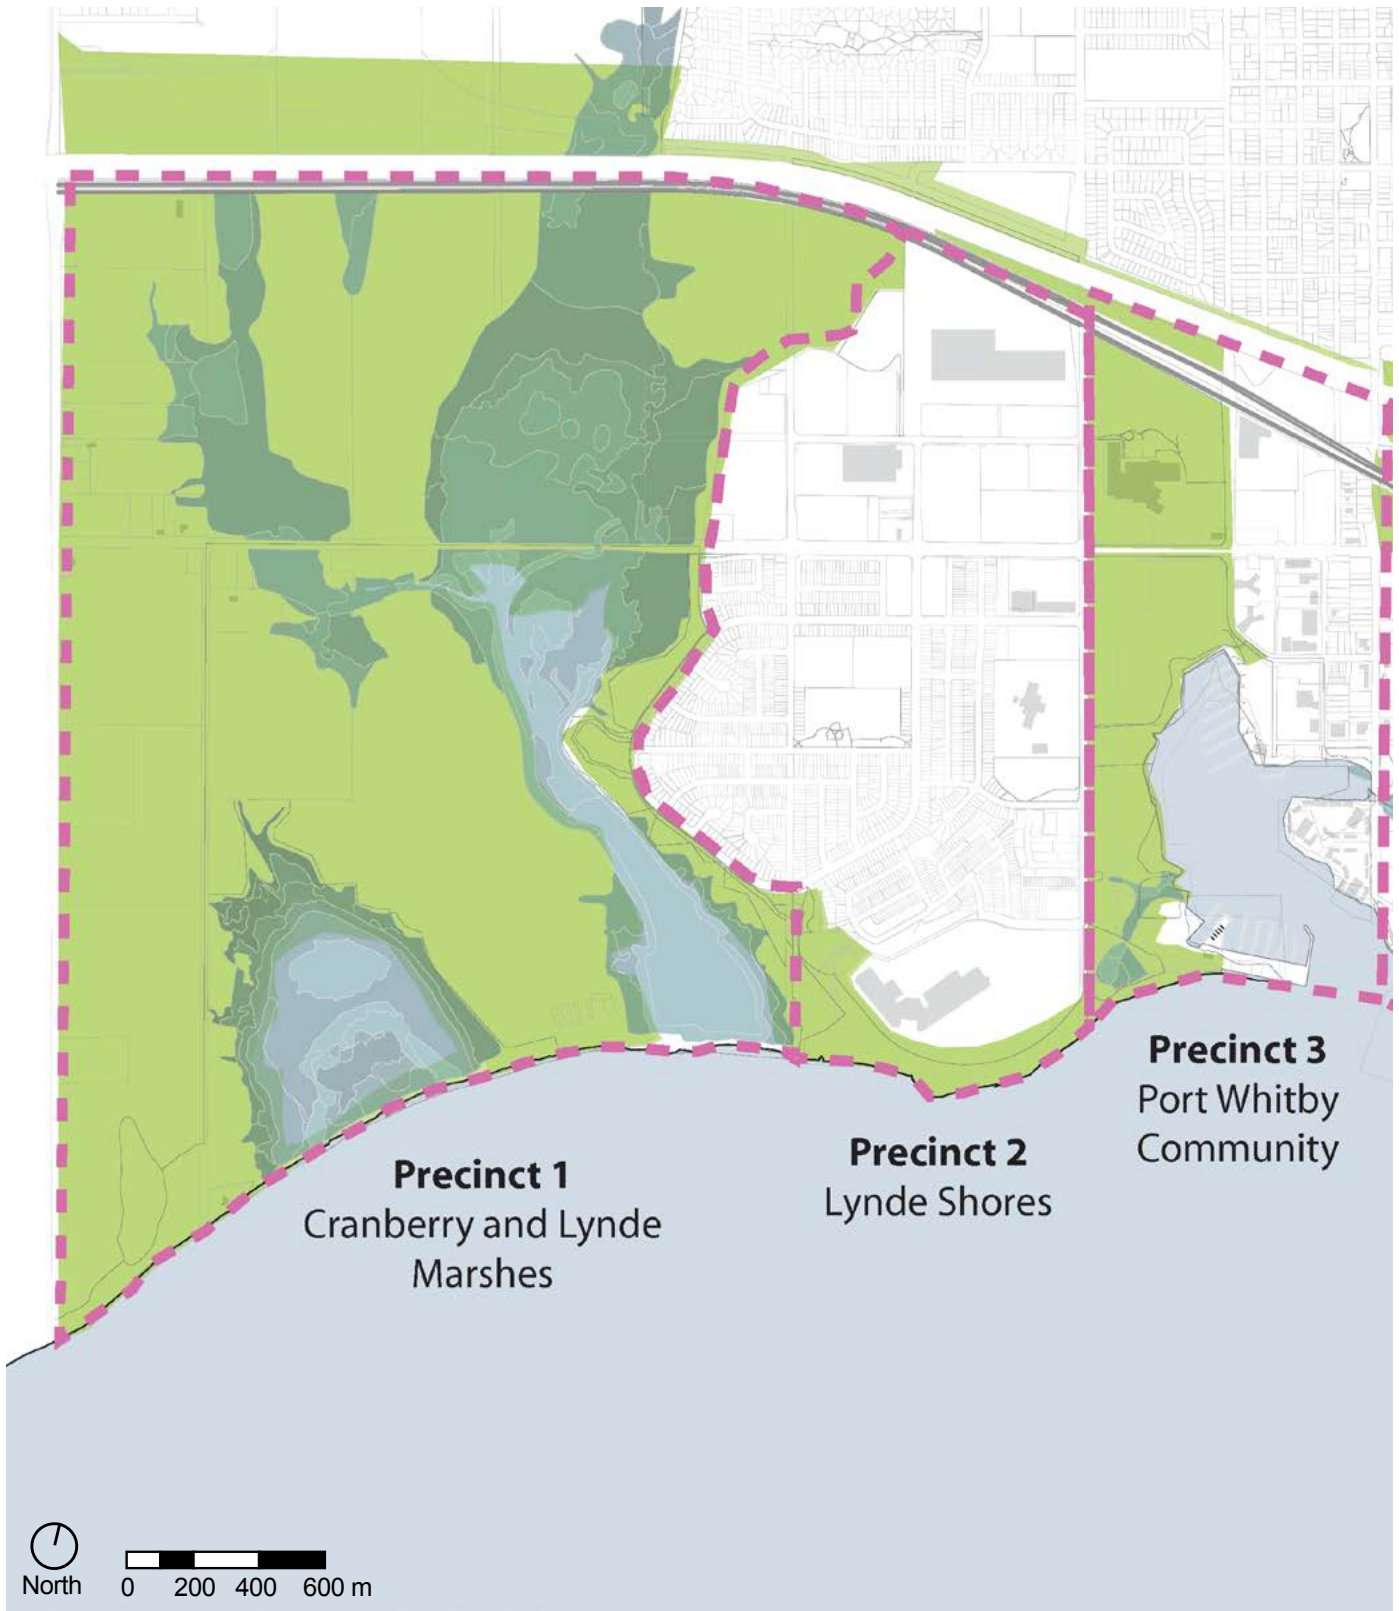 Precinct 3
Port Whitby
Community
Precinct 2
Lynde Shores
Precinct 1
Cranberry and Lynde
Marshes
North
0 200 400 600 m